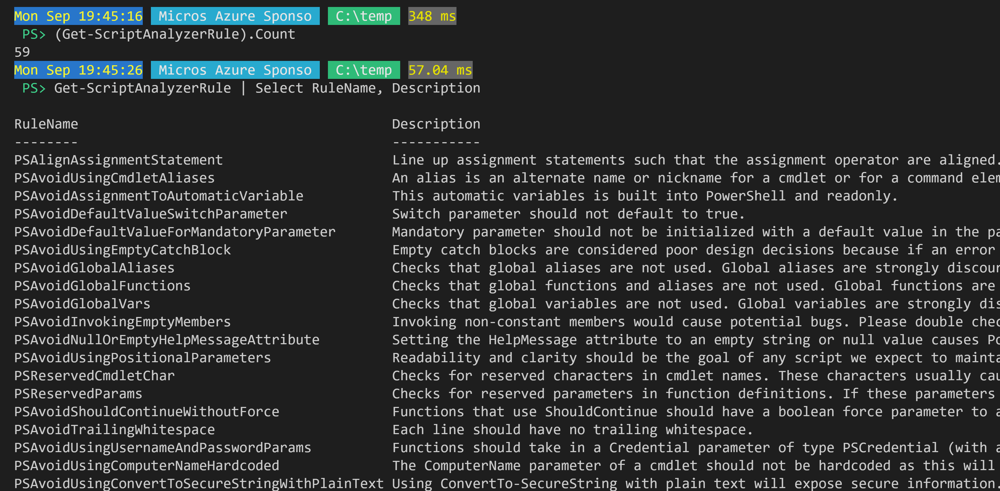 Mon Sep 19:45:16 Micros Azure Sponso C:\temp 348 ms
PS> (Get-ScriptAnalyzerRule).Count
59
Mon Sep 19:45:26 Micros Azure Sponso C:\temp 57.04 ms
PS> Get-ScriptAnalyzerRule | Select RuleName, Description
RuleName Description
-------- -----------
PSAlignAssignmentStatement Line up assignment statements such that the assignment operator are aligned.
PSAvoidUsingCmdletAliases An alias is an alternate name or nickname for a cmdlet or for a command
PSAvoidAssignmentToAutomaticVariable This automatic variables is built into PowerShell and readonly.
PSAvoidDefaultValueSwitchParameter Switch parameter should not default to true.
PSAvoidDefaultValueForMandatoryParameter Mandatory parameter should not be initialized with a default value in the
PSAvoidUsingEmptyCatchBlock Empty catch blocks are considered poor design decisions because if an error
PSAvoidGlobalAliases Checks that global aliases are not used. Global aliases are strongly
PSAvoidGlobalFunctions Checks that global functions and aliases are not used. Global functions are
PSAvoidGlobalVars Checks that global variables are not used. Global variables are strongly
PSAvoidInvokingEmptyMembers Invoking non-constant members would cause potential bugs. Please double
PSAvoidNullOrEmptyHelpMessageAttribute Setting the HelpMessage attribute to an empty string or null value causes
PSAvoidUsingPositionalParameters Readability and clarity should be the goal of any script we expect to
PSReservedCmdletChar Checks for reserved characters in cmdlet names. These characters usually
PSReservedParams Checks for reserved parameters in function definitions. If these parameters
PSAvoidShouldContinueWithoutForce Functions that use ShouldContinue should have a boolean force parameter to
PSAvoidTrailingWhitespace Each line should have no trailing whitespace.
PSAvoidUsingUsernameAndPasswordParams Functions should take in a Credential parameter of type PSCredential (with
PSAvoidUsingComputerNameHardcoded The ComputerName parameter of a cmdlet should not be hardcoded as this will
PSAvoidUsingConvertToSecureStringWithPlainText Using ConvertTo-SecureString with plain text will expose secure information.